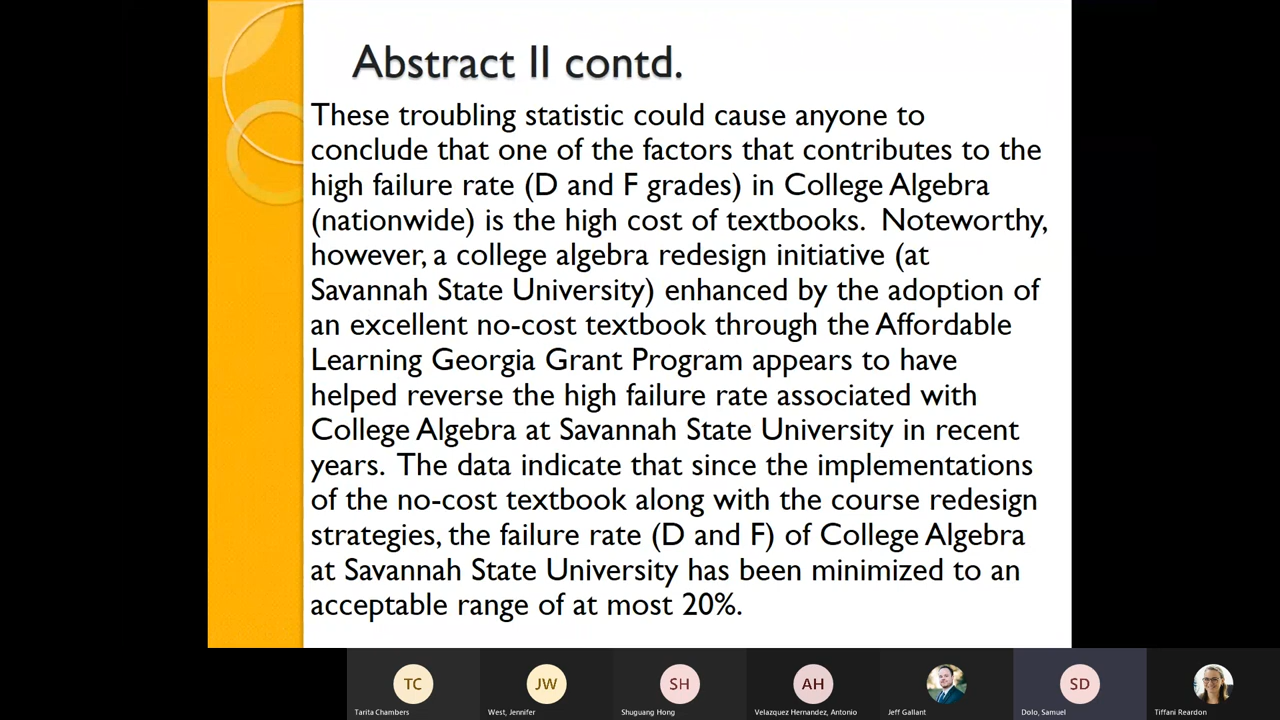 Abstract II contd.
These troubling statistic could cause anyone to
conclude that one of the factors that contributes to the
high failure rate (D and F grades) in College Algebra
(nationwide) is the high cost of textbooks.  Noteworthy,
however, a college algebra redesign initiative (at
Savannah State University) enhanced by the adoption of
an excellent no-cost textbook through the Affordable
Learning Georgia Grant Program appears to have
helped reverse the high failure rate associated with
College Algebra at Savannah State University in recent
years.  The data indicate that since the implementations
of the no-cost textbook along with the course redesign
strategies, the failure rate (D and F) of College Algebra
at Savannah State University has been minimized to an
acceptable range of at most 20%.
TC
JW
SH
AH
SD
Tarita Chambers
West, Jennifer
Shuguang Hong
Velazquez Hernandez, Antonio
Jeff Gallant
Dolo, Samuel
Tiffani Reardon